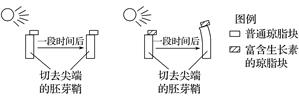 一段时间后
切去尖端
的胚芽鞘
一段时间后
切去尖端
的胚芽鞘
图例
普通琼脂块
富含生长素
的琼脂块